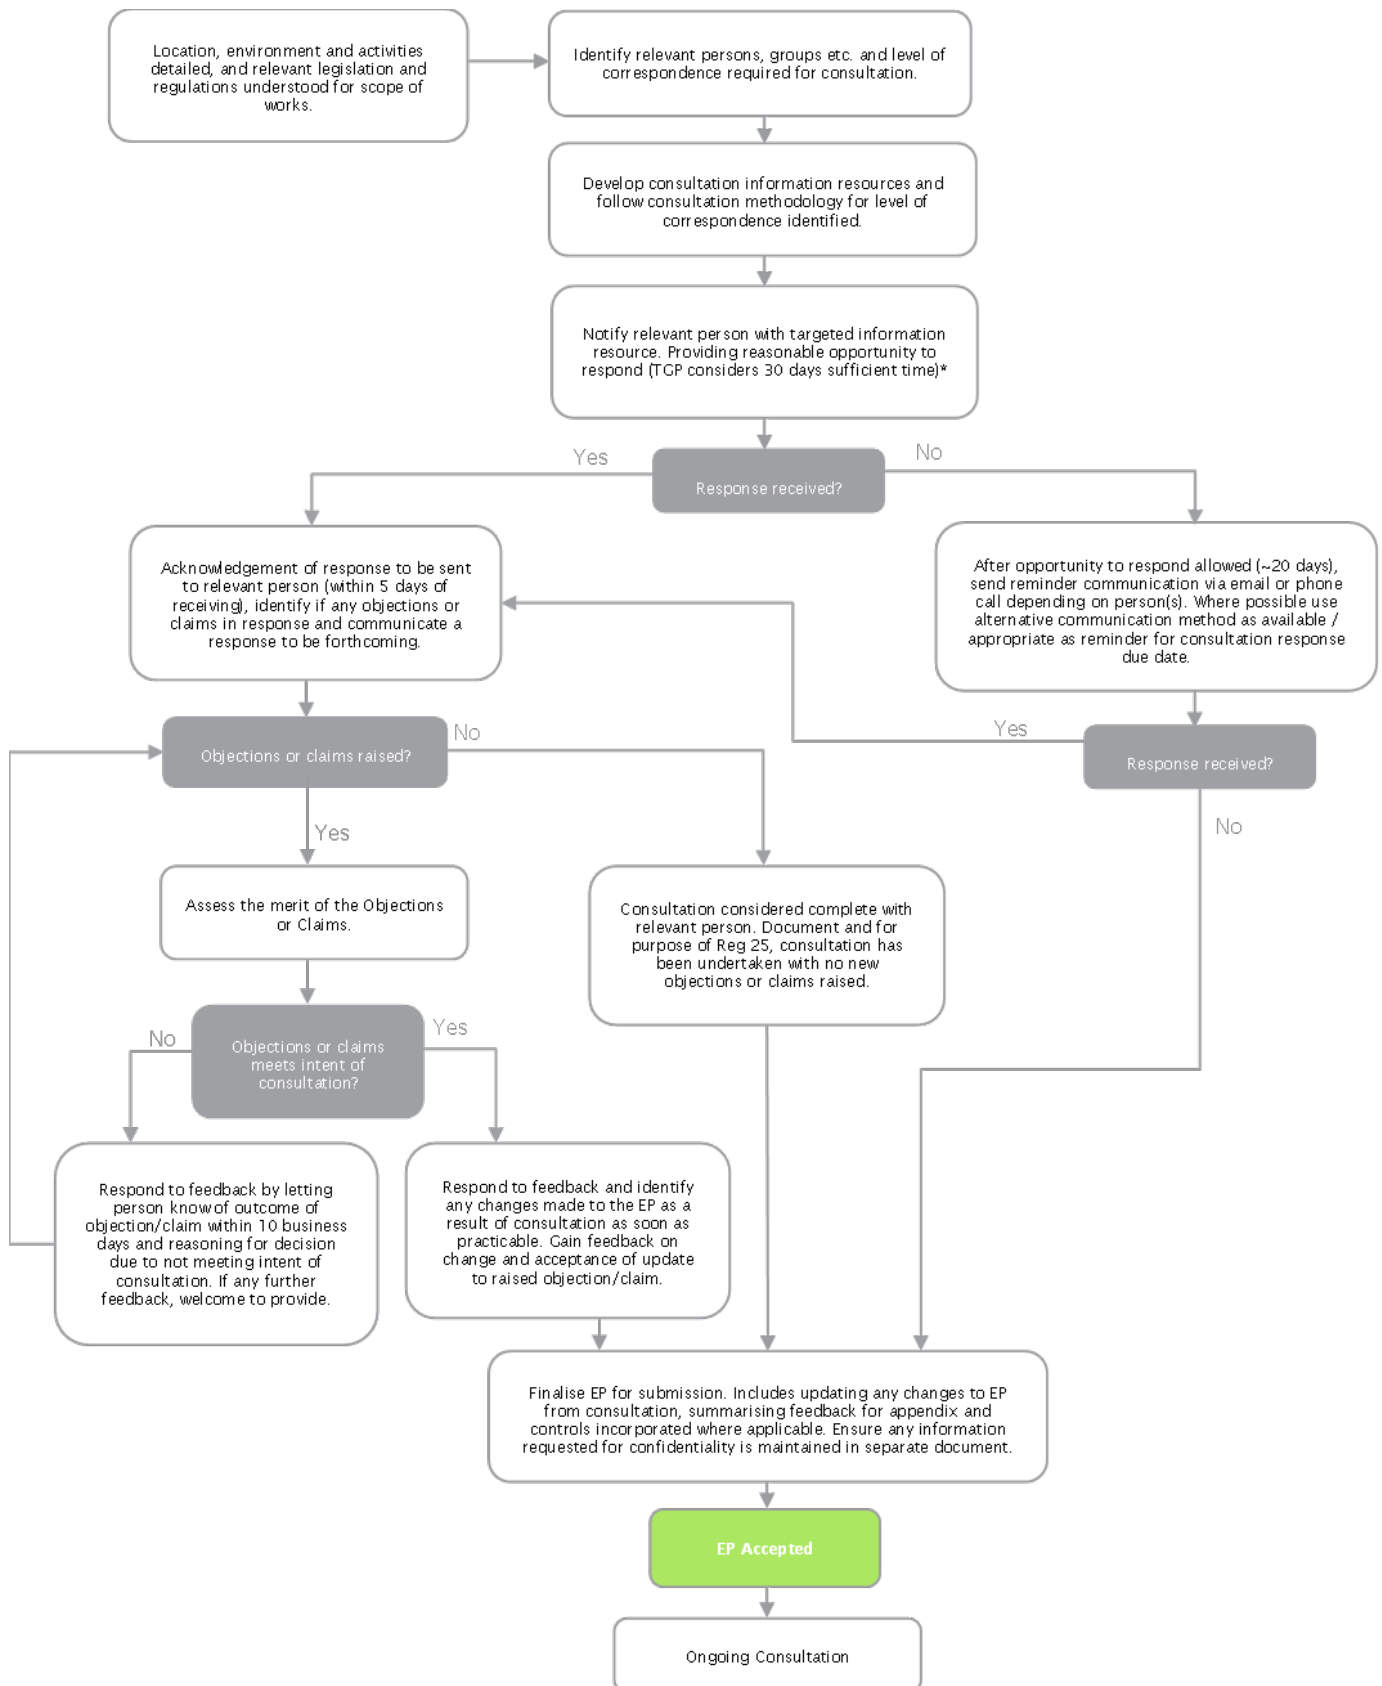 Location, environment and activities
detailed, and relevant legislation and
regulations understood for scope of
works.
Identify relevant persons, groups etc. and level of
correspondence required for consultation.
Develop consultation information resources and
follow consultation methodology for level of
correspondence identified.
Notify relevant person with targeted information
resource. Providing reasonable opportunity to
respond (TGP considers 30 days sufficient time)*
Yes
No
Response received?
Acknowledgement of response to be sent
to relevant person (within 5 days of
receiving), identify if any objections or
claims in response and communicate a
response to be forthcoming.
After opportunity to respond allowed (~20 days),
send reminder communication via email or phone
call depending on person(s). Where possible use
alternative communication method as available /
appropriate as reminder for consultation response
due date.
No
Yes
Objections or claims raised?
Response received?
Yes
No
Assess the merit of the Objections
or Claims.
Consultation considered complete with
relevant person. Document and for
purpose of Reg 25, consultation has
been undertaken with no new
objections or claims raised.
No
Yes
Objections or claims
meets intent of
consultation?
Respond to feedback by letting
person know of outcome of
objection/claim within 10 business
days and reasoning for decision
due to not meeting intent of
consultation. If any further
feedback, welcome to provide.
Respond to feedback and identify
any changes made to the EP as a
result of consultation as soon as
practicable. Gain feedback on
change and acceptance of update
to raised objection/claim.
Finalise EP for submission. Includes updating any changes to EP
from consultation, summarising feedback for appendix and
controls incorporated where applicable. Ensure any information
requested for confidentiality is maintained in separate document.
EP Accepted
Ongoing Consultation